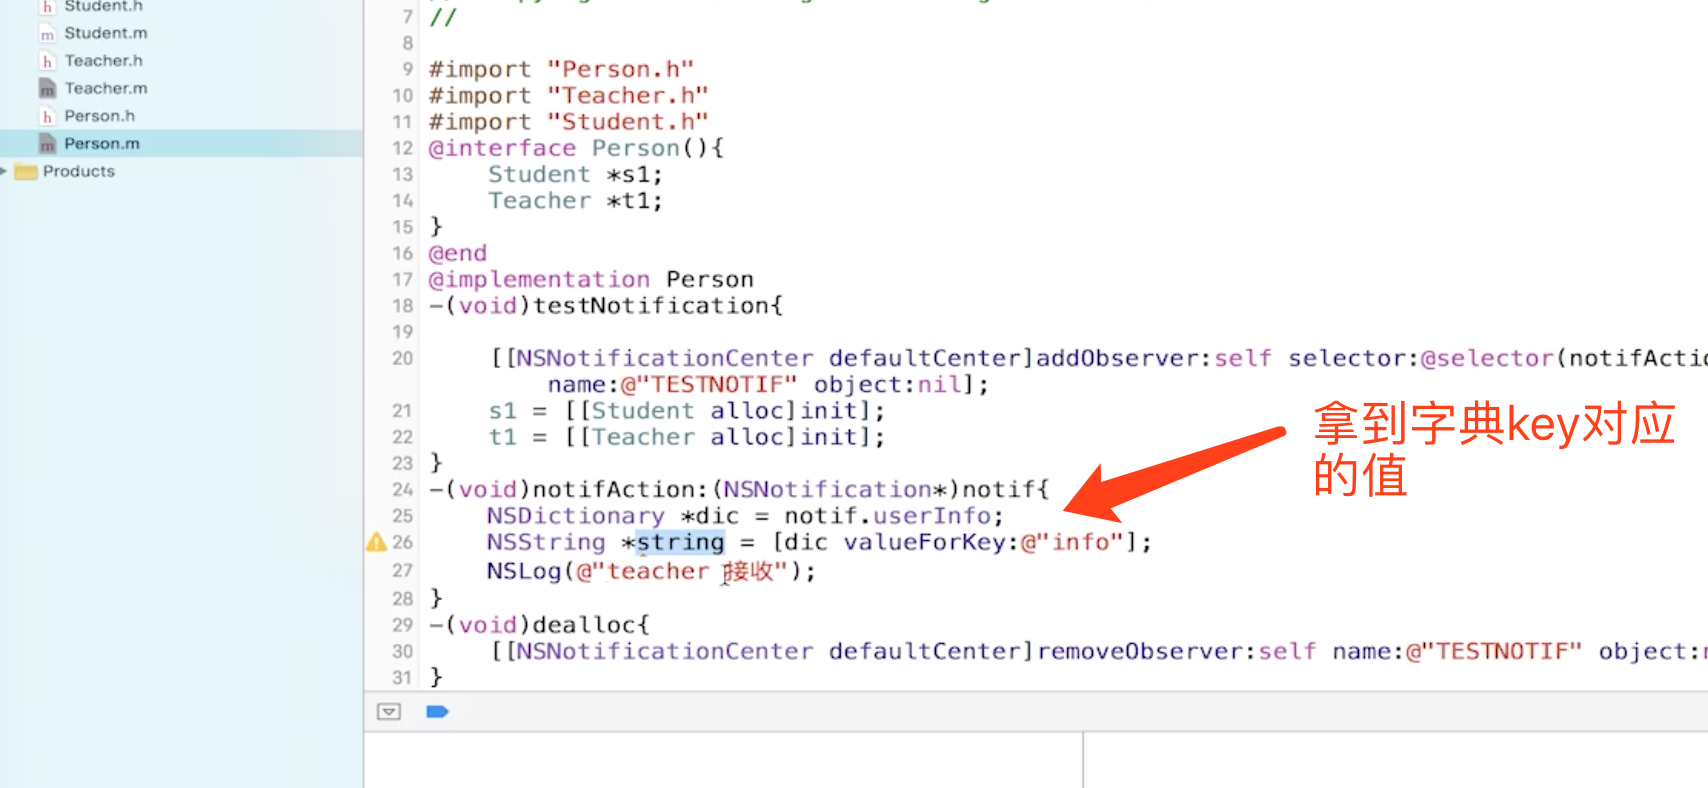 Student.h
Student.m
Teacher.h
Teacher.m
Person.h
Person.m
Products
7 //
8
9 #import "Person.h"
10 #import "Teacher.h"
11 #import "Student.h"
12 @interface Person(){
13 Student *s1;
14 Teacher *t1;
15 }
16 @end
17 @implementation Person
18 -(void)testNotification{
19
20 [[NSNotificationCenter defaultCenter]addObserver:self selector:@selector(notifActio
name:@"TESTNOTIF" object:nil];
21 s1 = [[Student alloc]init];
22 t1 = [[Teacher alloc]init];
23 }
24 -(void)notifAction:(NSNotification*)notif{
25 NSDictionary *dic = notif.userInfo;
26 NSString *string = [dic valueForKey:@"info"];
27 NSLog(@"teacher 接收");
28 }
29 -(void)dealloc{
30 [[NSNotificationCenter defaultCenter]removeObserver:self name:@"TESTNOTIF" object:
31 }
拿到字典key对应
的值